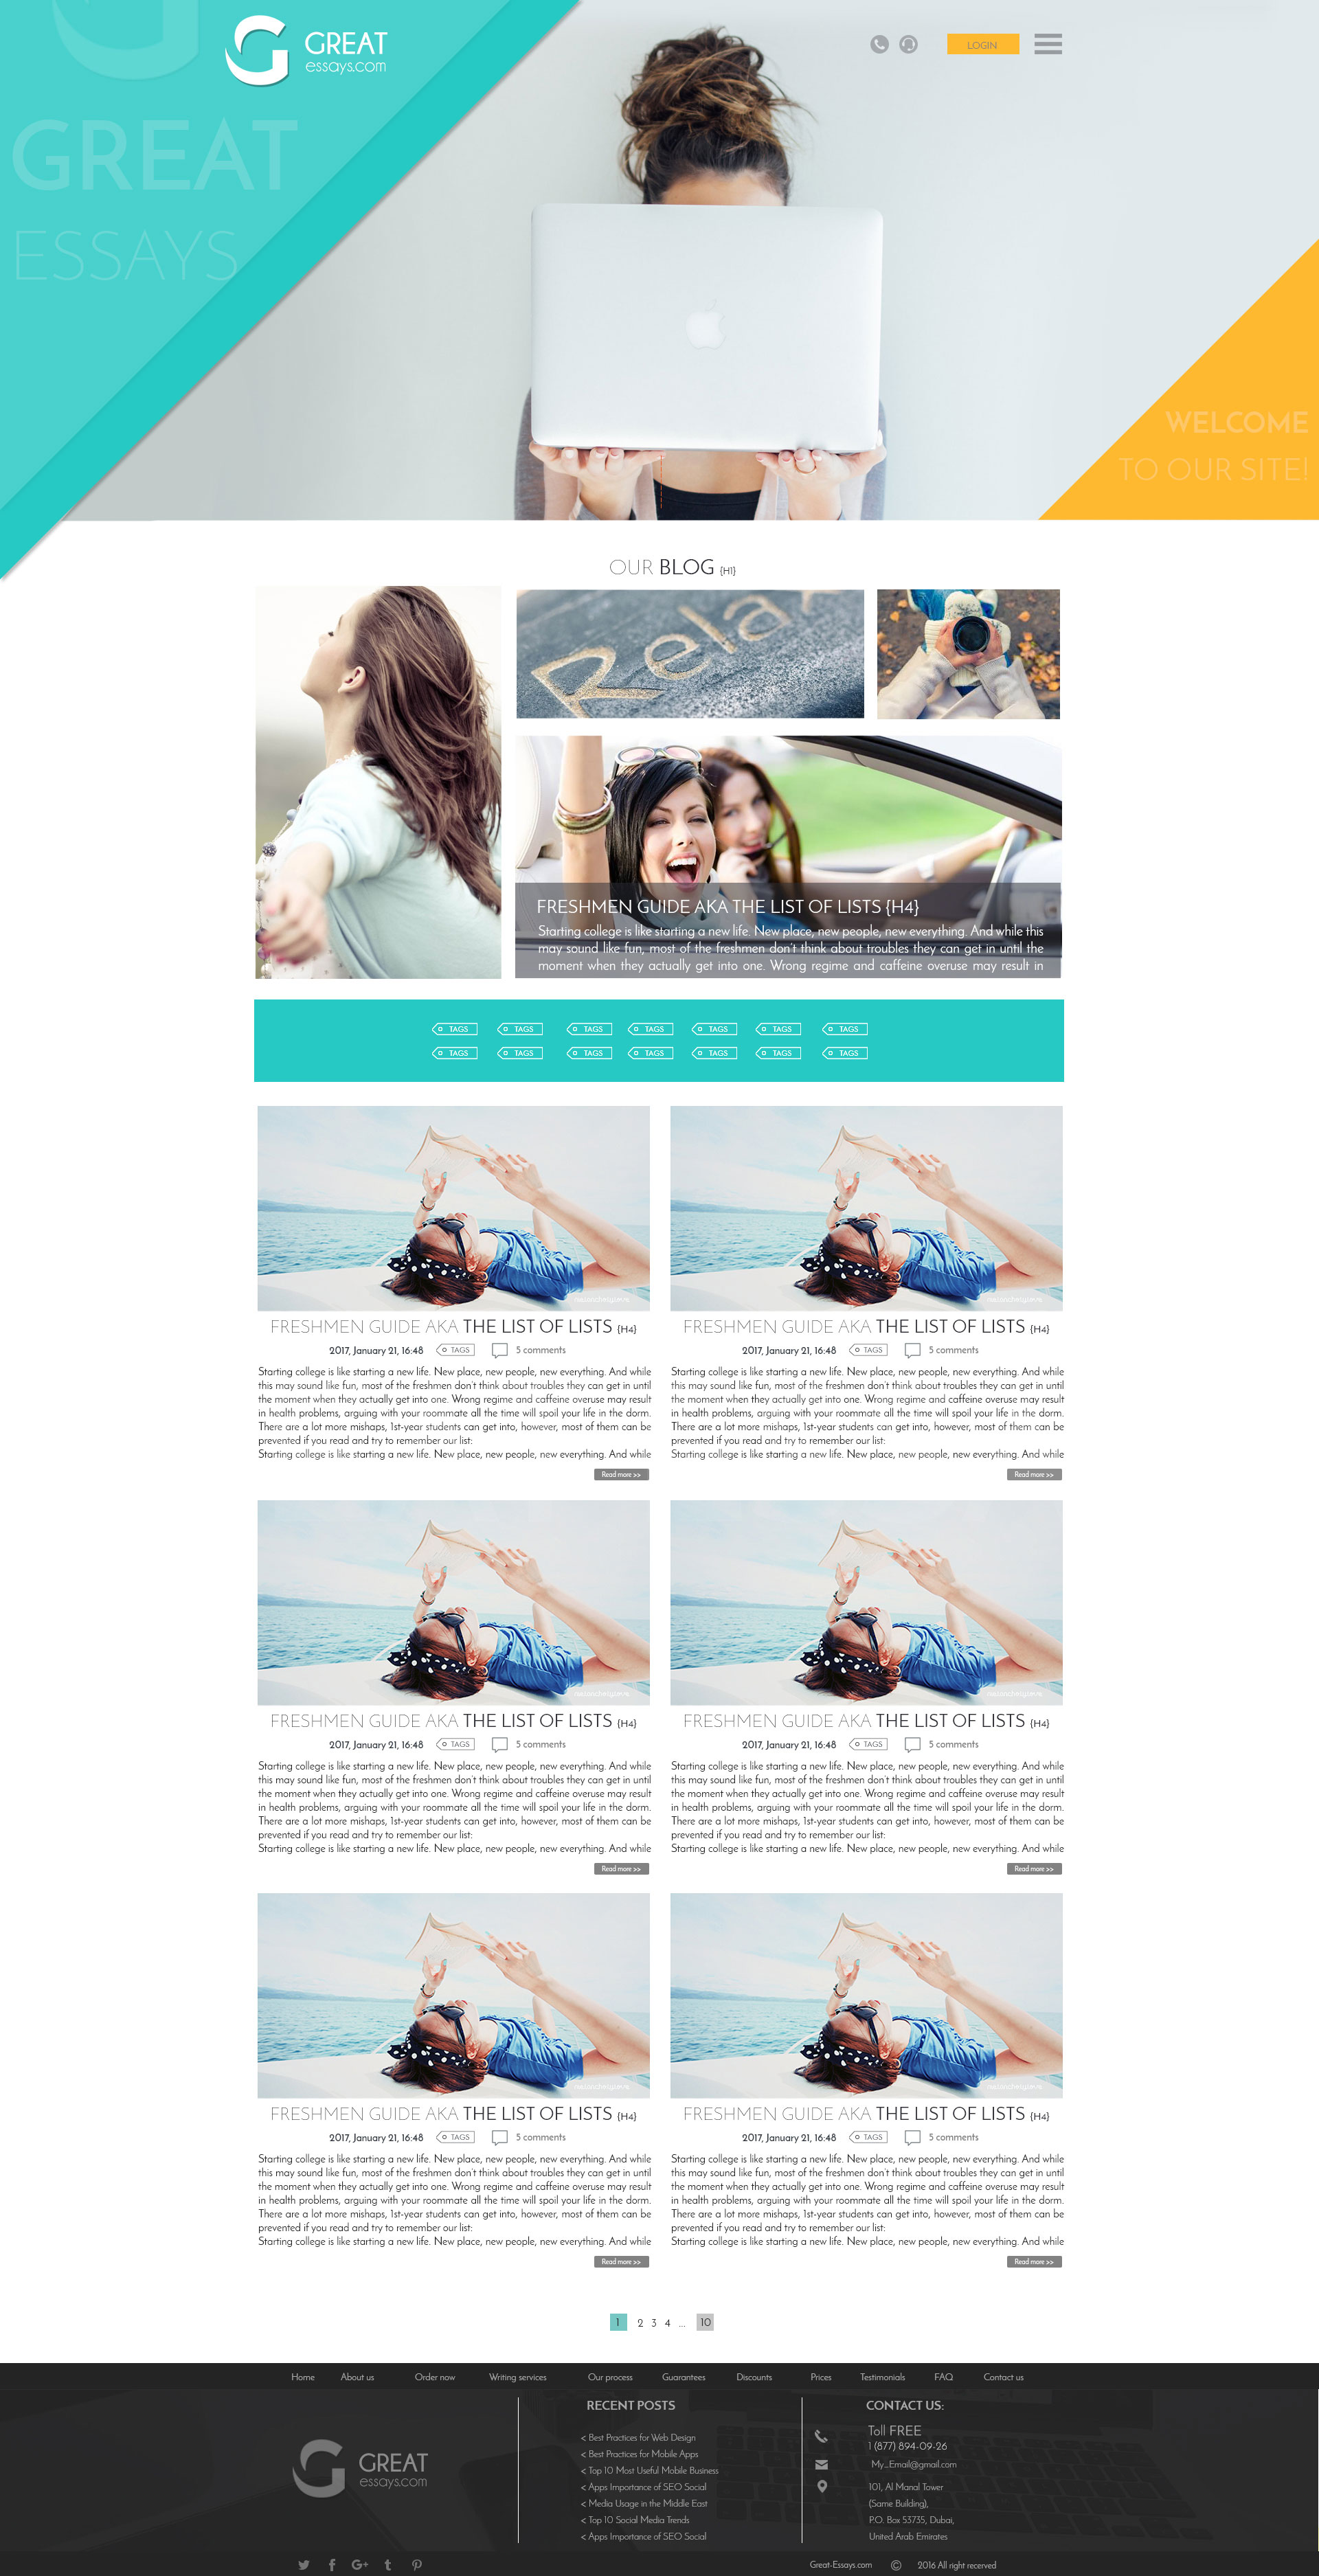 GREAT
essays.com
LOGIN
GREAT
ESSAYS
WELCOME
TO OUR SITE!
OUR BLOG {H1}
Rela
FRESHMEN GUIDE AKA THE LIST OF LISTS {H4}
Starting college is like starting a new life. New place, new people, new everything. And while this
may sound like fun, most of the freshmen don't think about troubles they can get in until the
moment when they actually get into one. Wrong regime and caffeine overuse may result in
TAGS TAGS TAGS TAGS TAGS TAGS TAGS
TAGS TAGS TAGS TAGS TAGS TAGS TAGS
FRESHMEN GUIDE AKA THE LIST OF LISTS {H4}
2017, January 21, 16:48 TAGS 5 comments
Starting college is like starting a new life. New place, new people, new everything. And while
this may sound like fun, most of the freshmen don't think about troubles they can get in until
the moment when they actually get into one. Wrong regime and caffeine overuse may result
in health problems, arguing with your roommate all the time will spoil your life in the dorm.
There are a lot more mishaps, 1st-year students can get into, however, most of them can be
prevented if you read and try to remember our list:
Starting college is like starting a new life. New place, new people, new everything. And while
Read more >>
FRESHMEN GUIDE AKA THE LIST OF LISTS {H4}
2017, January 21, 16:48 TAGS 5 comments
Starting college is like starting a new life. New place, new people, new everything. And while
this may sound like fun, most of the freshmen don't think about troubles they can get in until
the moment when they actually get into one. Wrong regime and caffeine overuse may result
in health problems, arguing with your roommate all the time will spoil your life in the dorm.
There are a lot more mishaps, 1st-year students can get into, however, most of them can be
prevented if you read and try to remember our list:
Starting college is like starting a new life. New place, new people, new everything. And while
Read more >>
FRESHMEN GUIDE AKA THE LIST OF LISTS {H4}
2017, January 21, 16:48 TAGS 5 comments
Starting college is like starting a new life. New place, new people, new everything. And while
this may sound like fun, most of the freshmen don't think about troubles they can get in until
the moment when they actually get into one. Wrong regime and caffeine overuse may result
in health problems, arguing with your roommate all the time will spoil your life in the dorm.
There are a lot more mishaps, 1st-year students can get into, however, most of them can be
prevented if you read and try to remember our list:
Starting college is like starting a new life. New place, new people, new everything. And while
Read more >>
FRESHMEN GUIDE AKA THE LIST OF LISTS {H4}
2017, January 21, 16:48 TAGS 5 comments
Starting college is like starting a new life. New place, new people, new everything. And while
this may sound like fun, most of the freshmen don't think about troubles they can get in until
the moment when they actually get into one. Wrong regime and caffeine overuse may result
in health problems, arguing with your roommate all the time will spoil your life in the dorm.
There are a lot more mishaps, 1st-year students can get into, however, most of them can be
prevented if you read and try to remember our list:
Starting college is like starting a new life. New place, new people, new everything. And while
Read more >>
FRESHMEN GUIDE AKA THE LIST OF LISTS {H4}
2017, January 21, 16:48 TAGS 5 comments
Starting college is like starting a new life. New place, new people, new everything. And while
this may sound like fun, most of the freshmen don't think about troubles they can get in until
the moment when they actually get into one. Wrong regime and caffeine overuse may result
in health problems, arguing with your roommate all the time will spoil your life in the dorm.
There are a lot more mishaps, 1st-year students can get into, however, most of them can be
prevented if you read and try to remember our list:
Starting college is like starting a new life. New place, new people, new everything. And while
Read more >>
FRESHMEN GUIDE AKA THE LIST OF LISTS {H4}
2017, January 21, 16:48 TAGS 5 comments
Starting college is like starting a new life. New place, new people, new everything. And while
this may sound like fun, most of the freshmen don't think about troubles they can get in until
the moment when they actually get into one. Wrong regime and caffeine overuse may result
in health problems, arguing with your roommate all the time will spoil your life in the dorm.
There are a lot more mishaps, 1st-year students can get into, however, most of them can be
prevented if you read and try to remember our list:
Starting college is like starting a new life. New place, new people, new everything. And while
Read more >>
1 2 3 4 ... 10
Home About us Order now Writing services Our process Guarantees Discounts Prices Testimonials FAQ Contact us
GREAT
essays.com
RECENT POSTS
< Best Practices for Web Design
< Best Practices for Mobile Apps
< Top 10 Most Useful Mobile Business
< Apps Importance of SEO Social
< Media Usage in the Middle East
< Top 10 Social Media Trends
< Apps Importance of SEO Social
CONTACT US:
Toll FREE
1 (877) 894-09-26
My_Email@gmail.com
101, Al Manal Tower
(Same Building),
P.O. Box 53735, Dubai,
United Arab Emirates
Great-Essays.com © 2016 All right recerved